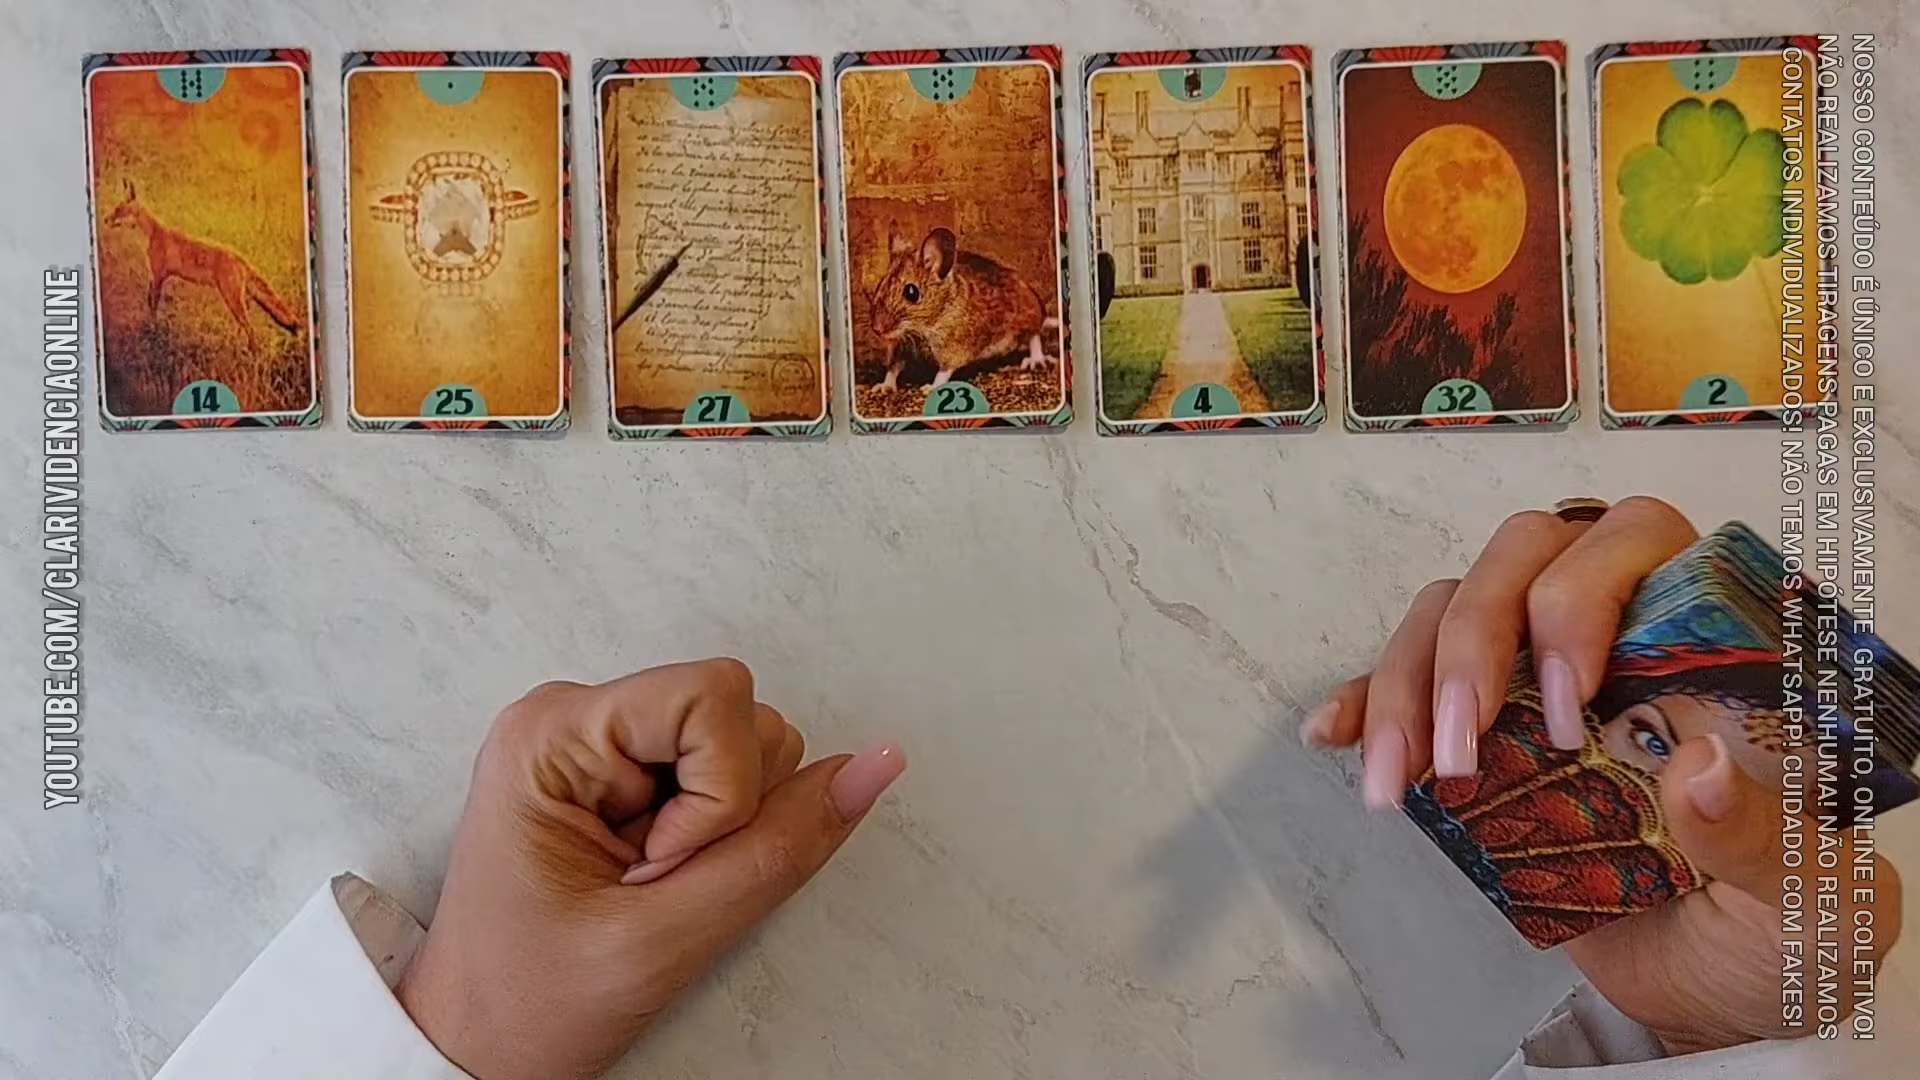 14
25
27
23
4
32
2
YOUTUBE.COM/CLARIVIDENCIAONLINE
NOSSO CONTEÚDO É ÚNICO E EXCLUSIVAMENTE GRATUÍTO, ONLINE E COLETIVO!
NÃO REALIZAMOS TIRAGENS PAGAS EM HIPÓTESE NENHUMA! NÃO REALIZAMOS
CONTATOS INDIVIDUALIZADOS! NÃO TEMOS WHATSAPP! CUIDADO COM FAKES!